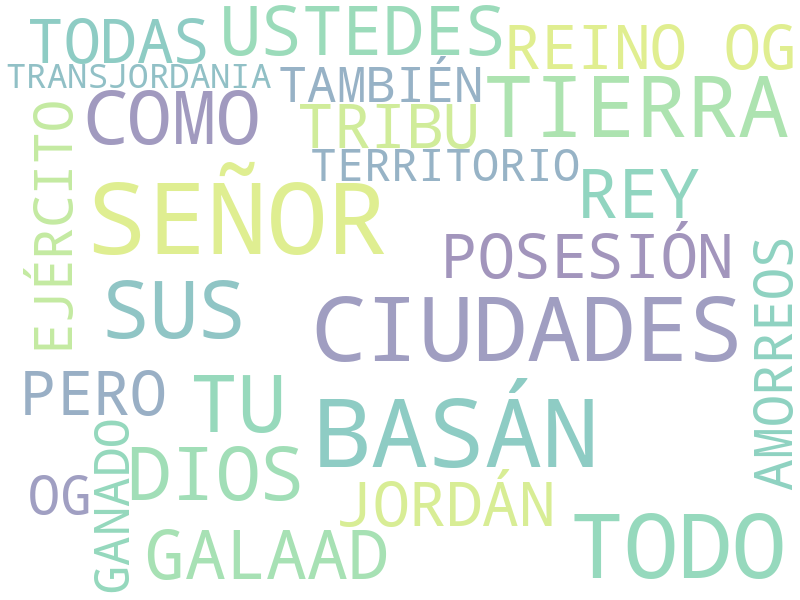 TODAS
USTEDES
REINO OG
TRANSJORDANIA
TAMBIÉN
TIERRA
COMO
TRIBU
EJÉRCITO
TERRITORIO
SEÑOR
REY
POSESIÓN
SUS
CIUDADES
AMORREOS
PERO
TU
BASÁN
DIOS
OG
GANADO
JORDÁN
GALAAD
TODO